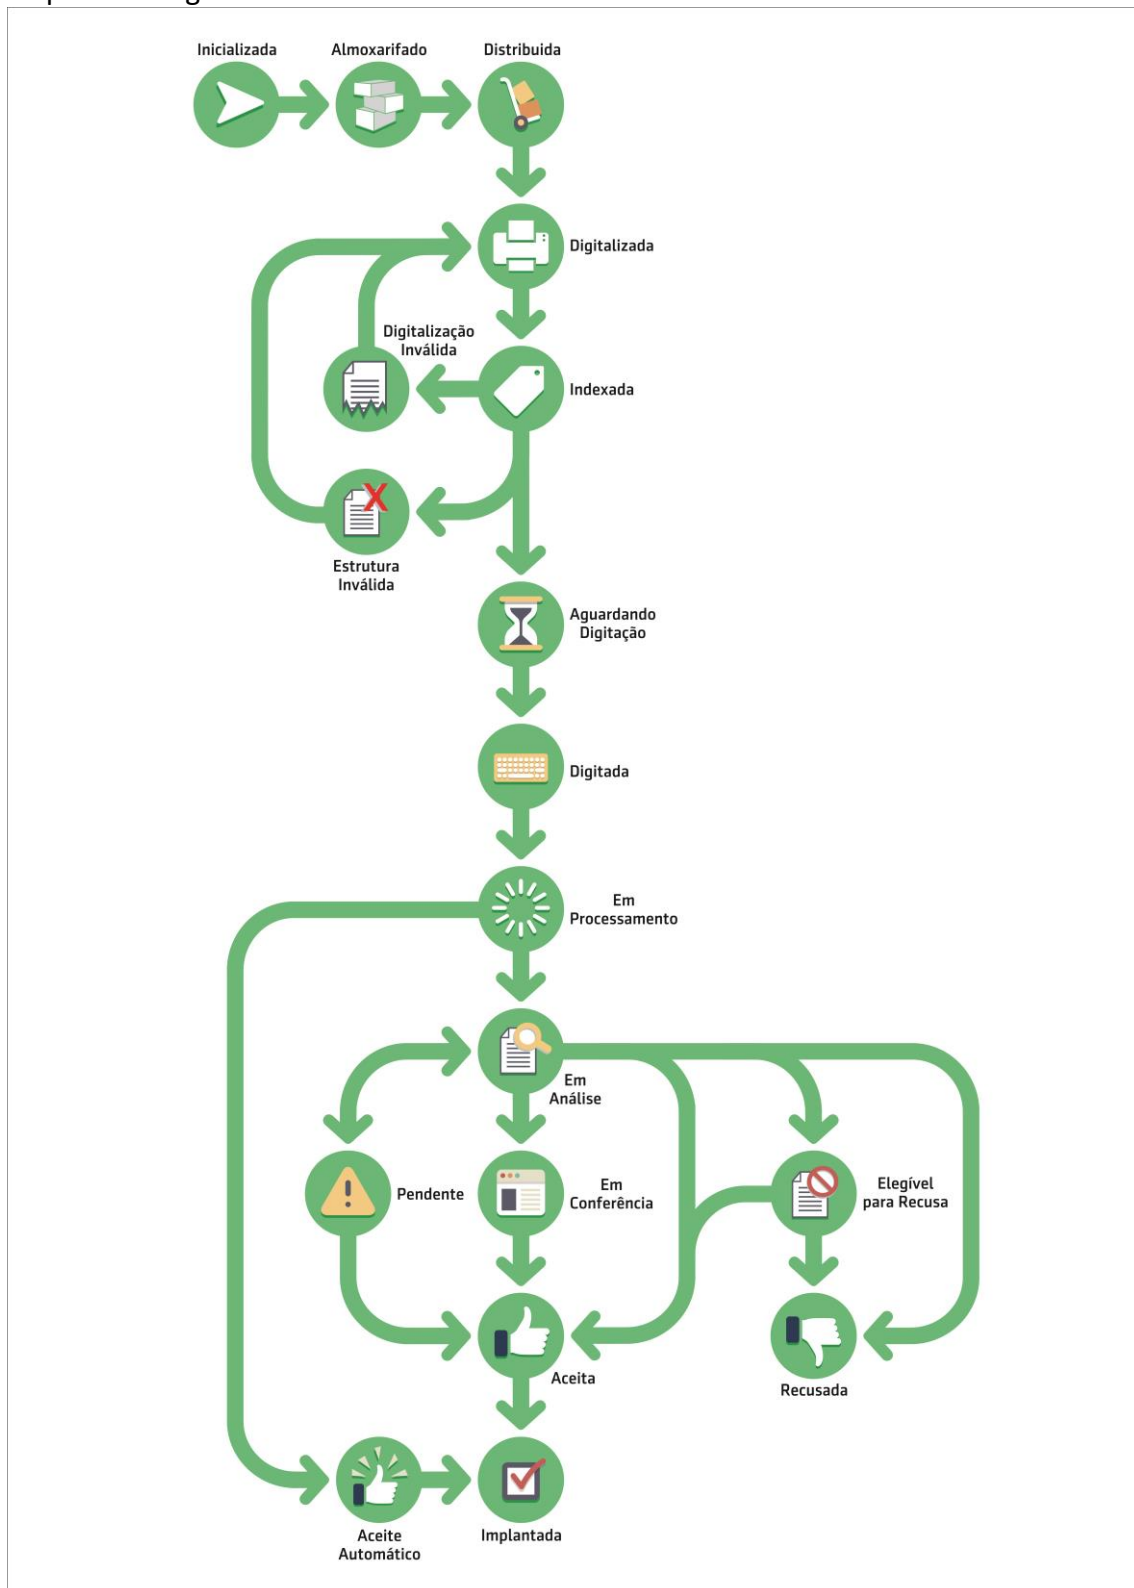 Inicializada
Almoxarifado
Distribuida
Digitalizada
Digitalização
Inválida
Indexada
Estrutura
Inválida
Aguardando
Digitação
Digitada
Em
Processamento
Em
Análise
Pendente
Em
Conferência
Elegível
para Recusa
Aceita
Recusada
Aceite
Automático
Implantada